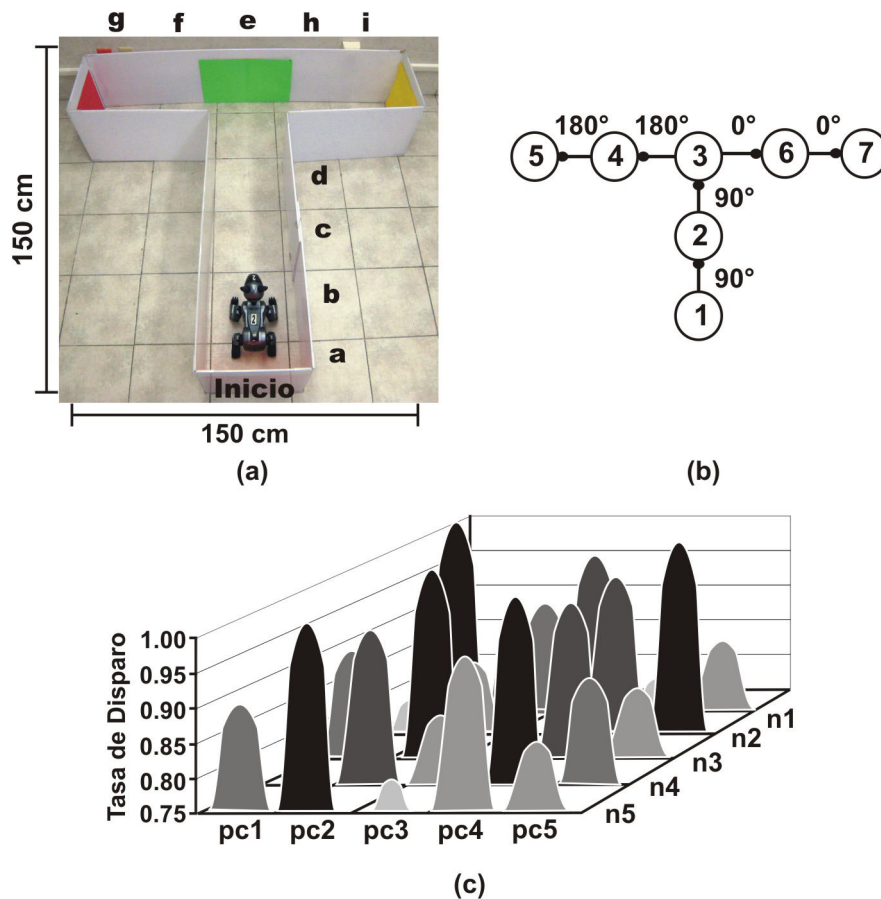 g f e h i
d
c
b
a
Inicio
150 cm
150 cm
(a)
180° 180° 0° 0°
5 4 3 6 7
90°
2
90°
1
(b)
Tasa de Disparo
1.00
0.95
0.90
0.85
0.80
0.75
pc1 pc2 pc3 pc4 pc5
n5 n4 n3 n2 n1
(c)